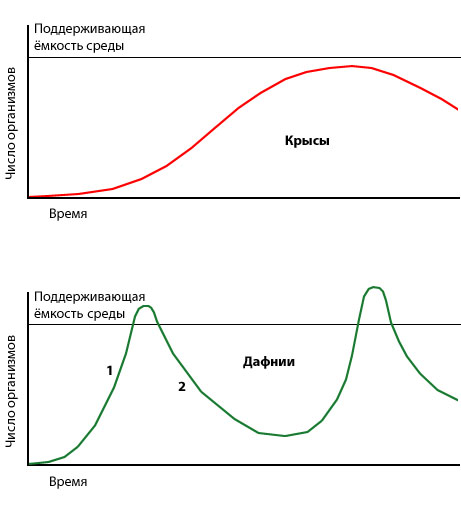 Поддерживающая
ёмкость среды
Число организмов
Крысы
Время
Поддерживающая
ёмкость среды
Число организмов
1
2
Дафнии
Время